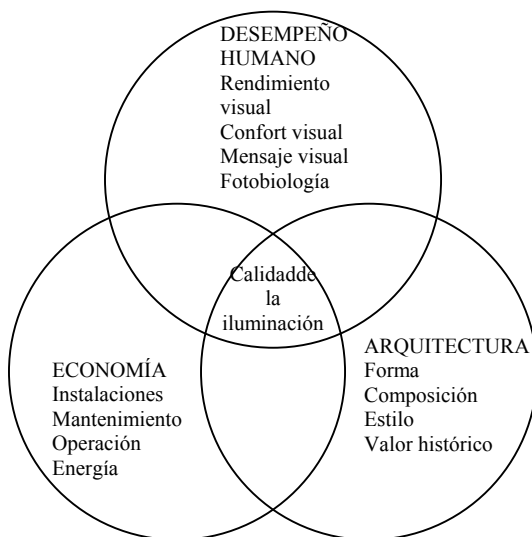 DESEMPEÑO
HUMANO
Rendimiento
visual
Confort visual
Mensaje visual
Fotobiología
Calidadde
la
iluminación
ECONOMÍA
Instalaciones
Mantenimiento
Operación
Energía
ARQUITECTURA
Forma
Composición
Estilo
Valor histórico